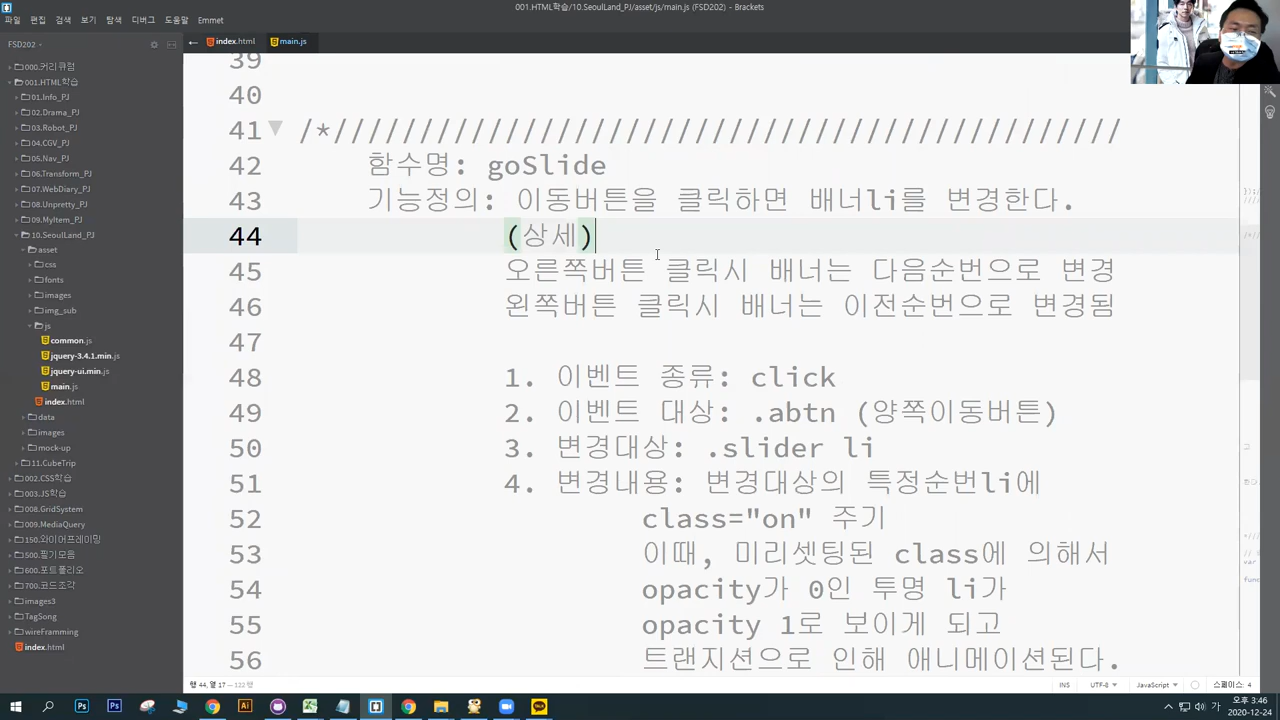 001.HTML학습/10.SeoulLand_PJ/asset/js/main.js (FSD202) - Brackets
파일 편집 검색 보기 탐색 디버그 도움말 Emmet
FSD202
index.html
main.js
000.커리큐럼
001.HTML학습
01.Info_PJ
02.Drama_PJ
03.Robot_PJ
04.CGV_PJ
05.Nav_PJ
06.Transform_PJ
07.WebDiary_PJ
08.Unpretty_PJ
09.MyItem_PJ
10.SeoulLand_PJ
asset
css
fonts
images
img_sub
js
common.js
jquery-3.4.1.min.js
jquery-ui.min.js
main.js
index.html
data
images
mock-up
11.CubeTrip
002.CSS학습
003.JS학습
008.GridSystem
009.MediaQuery
150.와이어프레이밍
500.필기모음
600.포트폴리오
700.코드조각
images3
TagSong
wireFramming
index.html
39
40
41 /*/////////////////////////////////////////////
42 함수명: goSlide
43 기능정의: 이동버튼을 클릭하면 배너li를 변경한다.
44 (상세)
45 오른쪽버튼 클릭시 배너는 다음순번으로 변경
46 왼쪽버튼 클릭시 배너는 이전순번으로 변경됨
47
48 1. 이벤트 종류: click
49 2. 이벤트 대상: .abtn (양쪽이동버튼)
50 3. 변경대상: .slider li
51 4. 변경내용: 변경대상의 특정순번li에
52 class="on" 주기
53 이때, 미리셋팅된 class에 의해서
54 opacity가 0인 투명 li가
55 opacity 1로 보이게 되고
56 트랜지션으로 인해 애니메이션된다.
행 44, 열 17 — 122 행
INS UTF-8 JavaScript 스페이스: 4
가 오후 3:46
2020-12-24